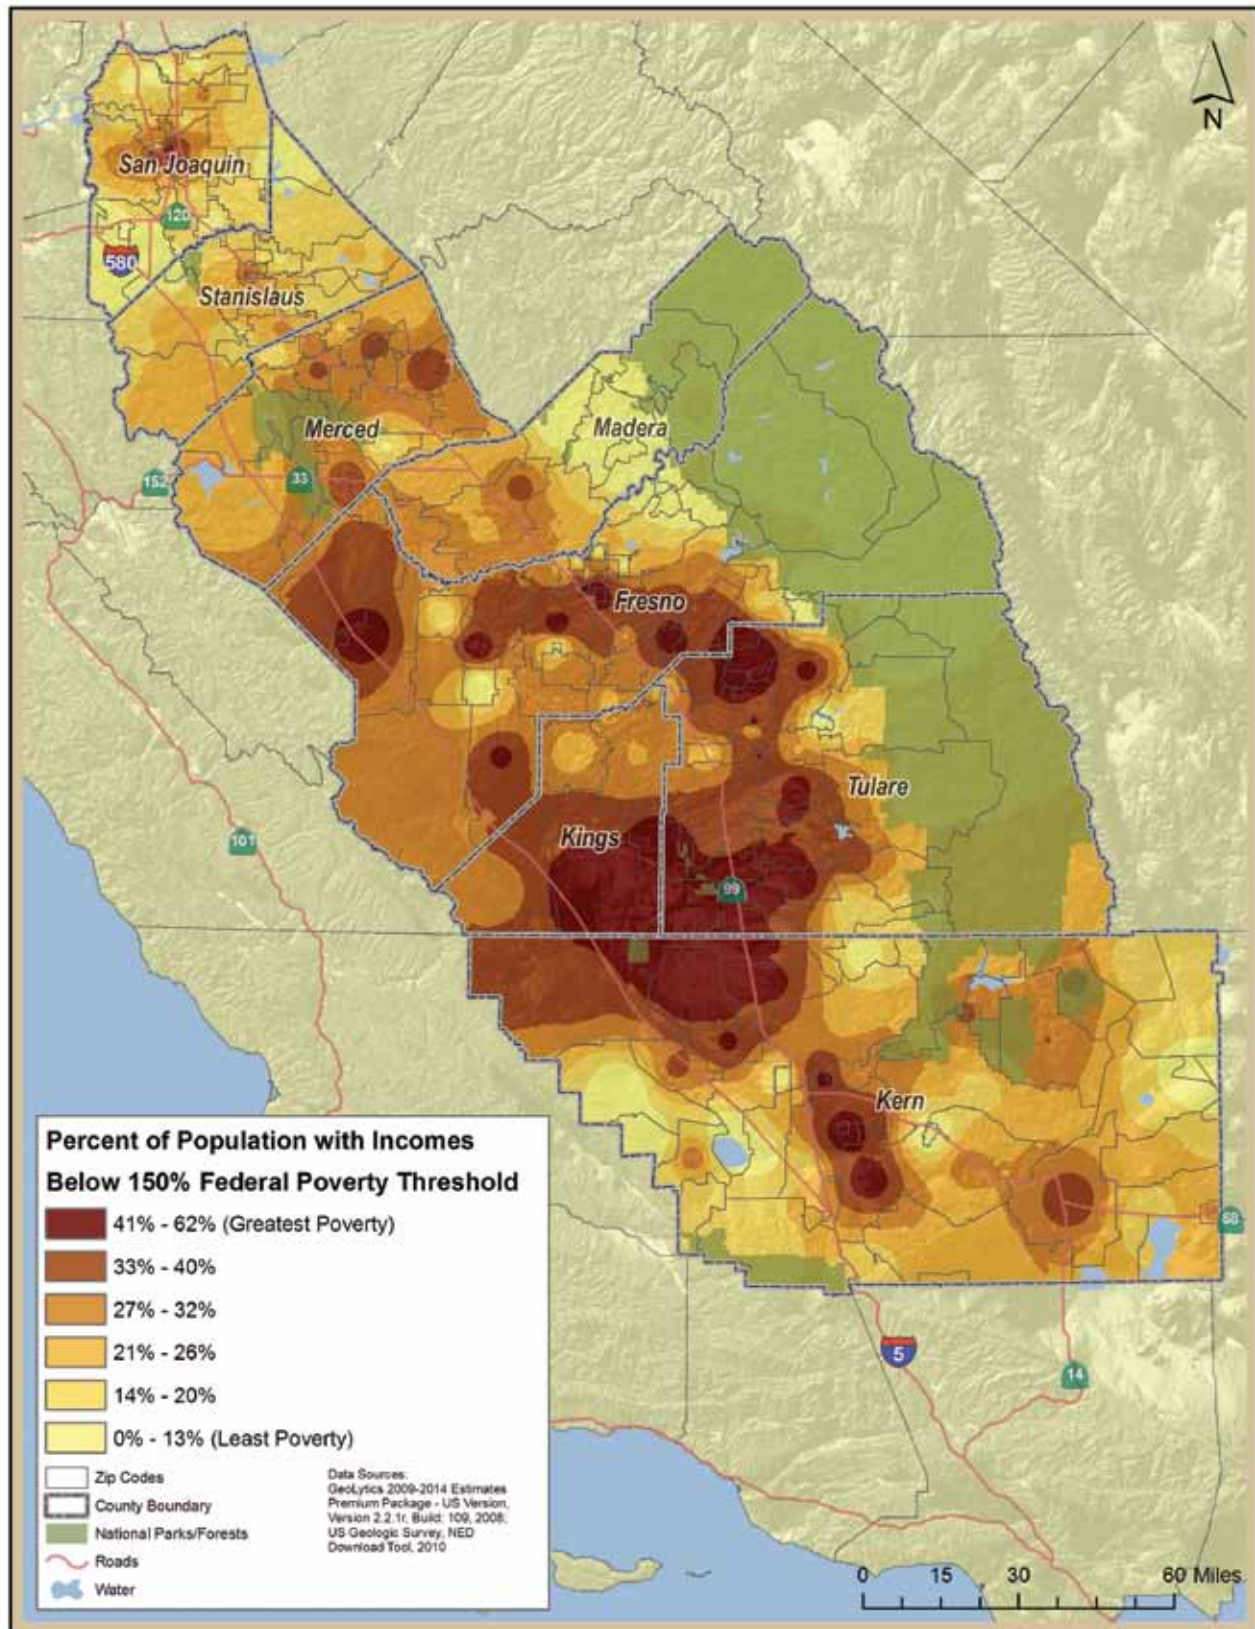 N
San Joaquin
120
580
Stanislaus
Merced
Madera
152
33
Fresno
Tulare
101
Kings
99
Kern
58
5
14
Percent of Population with Incomes
Below 150% Federal Poverty Threshold
41% - 62% (Greatest Poverty)
33% - 40%
27% - 32%
21% - 26%
14% - 20%
0% - 13% (Least Poverty)
Zip Codes
County Boundary
National Parks/Forests
Roads
Water
Data Sources:
GeoLytics 2009-2014 Estimates
Premium Package - US Version,
Version 2.2.1r, Build: 109, 2008;
US Geologic Survey, NED
Download Tool, 2010
0 15 30 60 Miles